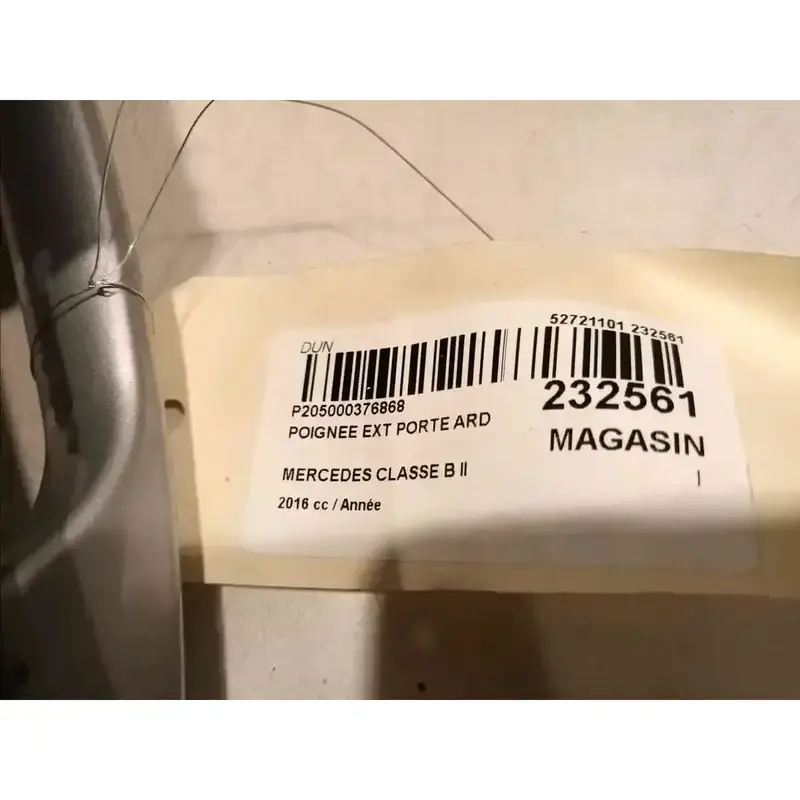 DUN
52721101 232561
P205000376868
232561
POIGNEE EXT PORTE ARD
MAGASIN
MERCEDES CLASSE B II
I
2016 cc / Année